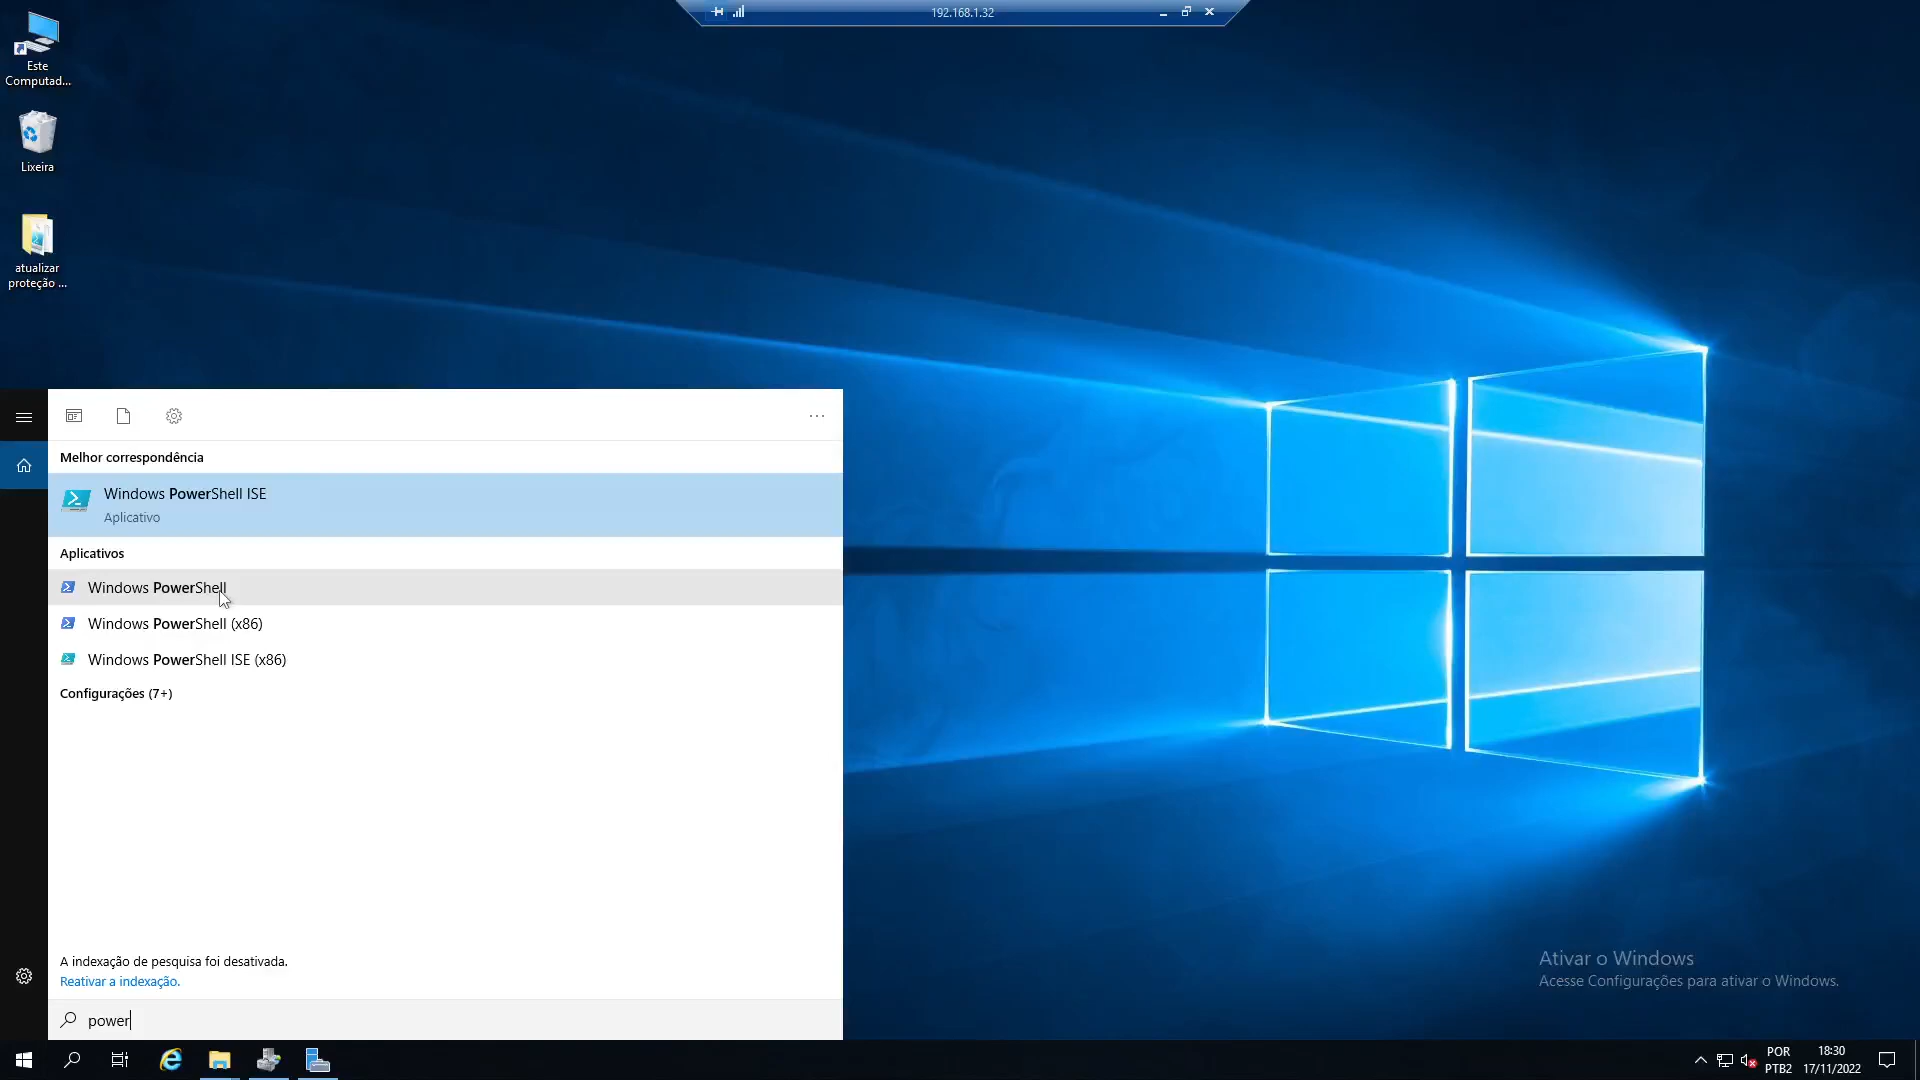 192.168.1.32
Este
Computad...
Lixeira
atualizar
proteção ...
Melhor correspondência
Windows PowerShell ISE
Aplicativo
Aplicativos
Windows PowerShell
Windows PowerShell (x86)
Windows PowerShell ISE (x86)
Configurações (7+)
A indexação de pesquisa foi desativada.
Reativar a indexação.
power
Ativar o Windows
Acesse Configurações para ativar o Windows.
POR
PTB2
18:30
17/11/2022